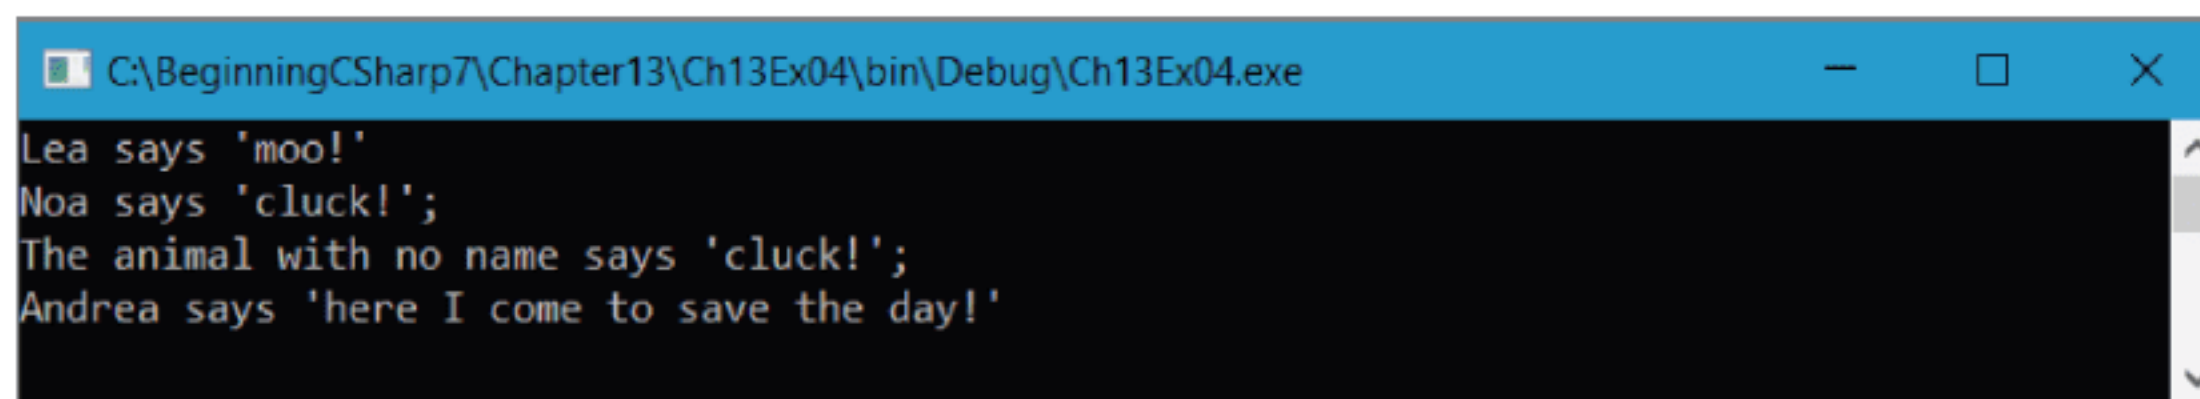 C:\BeginningCSharp7\Chapter13\Ch13Ex04\bin\Debug\Ch13Ex04.exe
Lea says 'moo!'
Noa says 'cluck!';
The animal with no name says 'cluck!';
Andrea says 'here I come to save the day!'